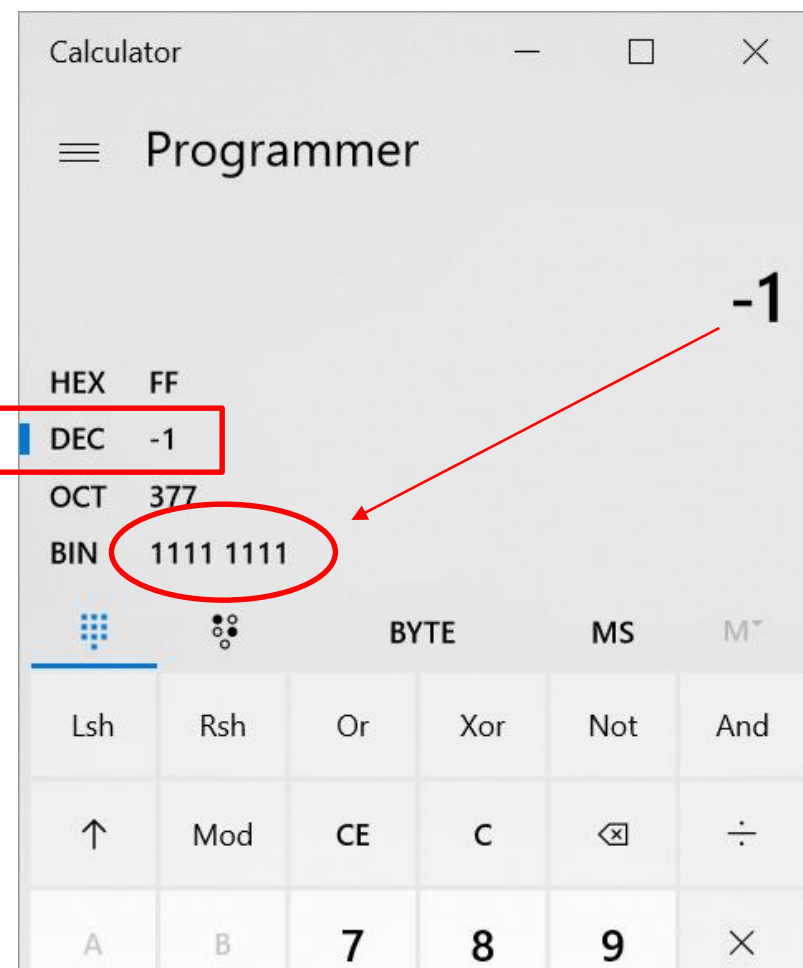 Calculator
Programmer
-1
HEX FF
DEC -1
OCT 377
BIN 1111 1111
BYTE MS M
Lsh Rsh Or Xor Not And
↑ Mod CE C ⌫ ÷
A B 7 8 9 ×